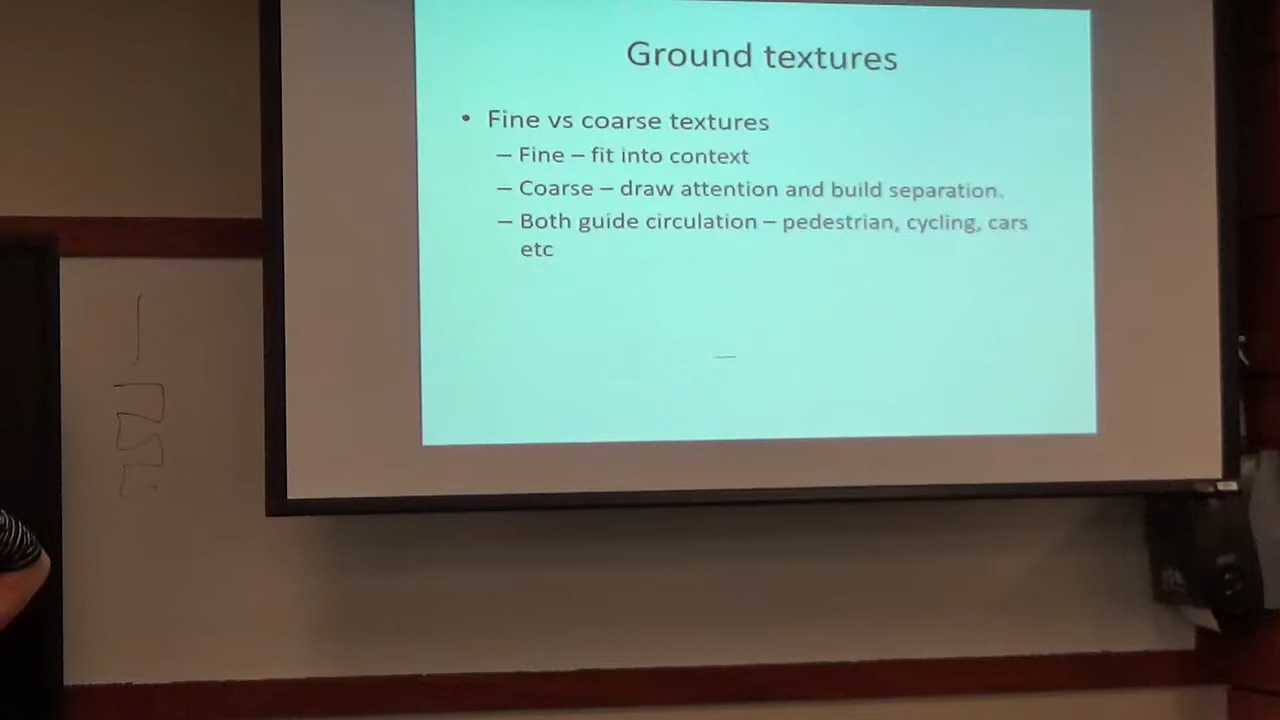 Ground textures
• Fine vs coarse textures
– Fine – fit into context
– Coarse – draw attention and build separation.
– Both guide circulation – pedestrian, cycling, cars
etc